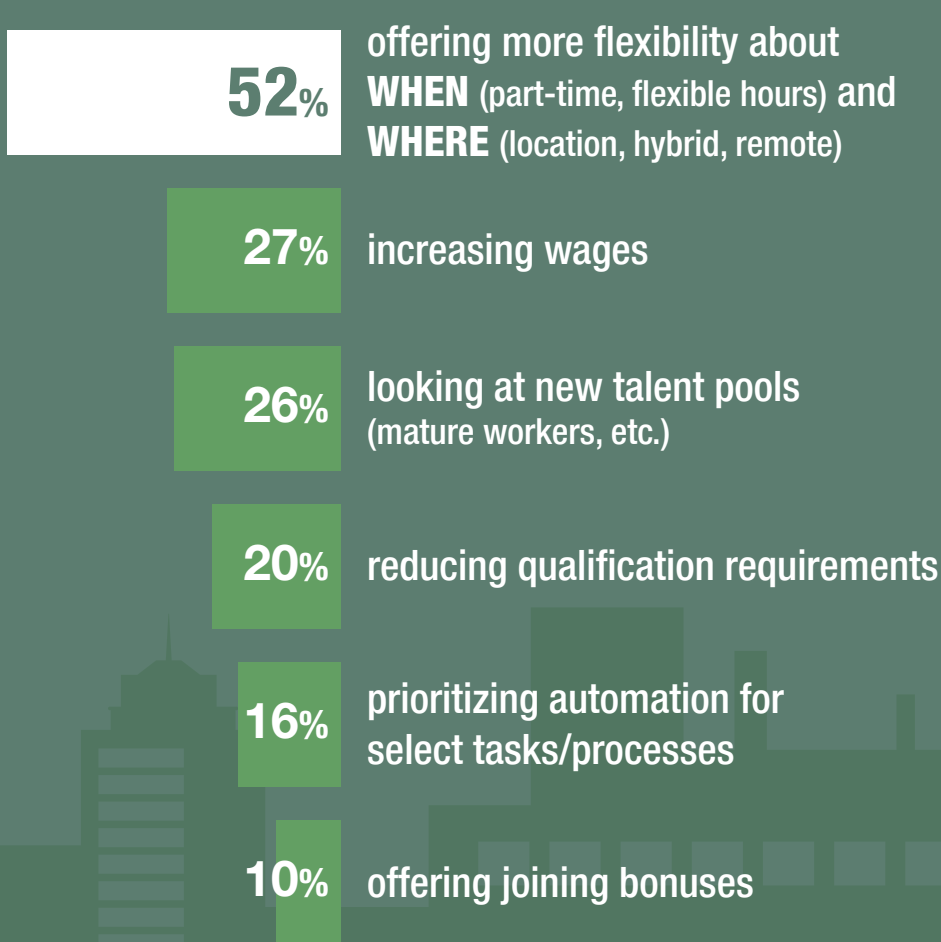 52%
offering more flexibility about
WHEN (part-time, flexible hours) and
WHERE (location, hybrid, remote)
27%
increasing wages
26%
looking at new talent pools
(mature workers, etc.)
20%
reducing qualification requirements
16%
prioritizing automation for
select tasks/processes
10%
offering joining bonuses